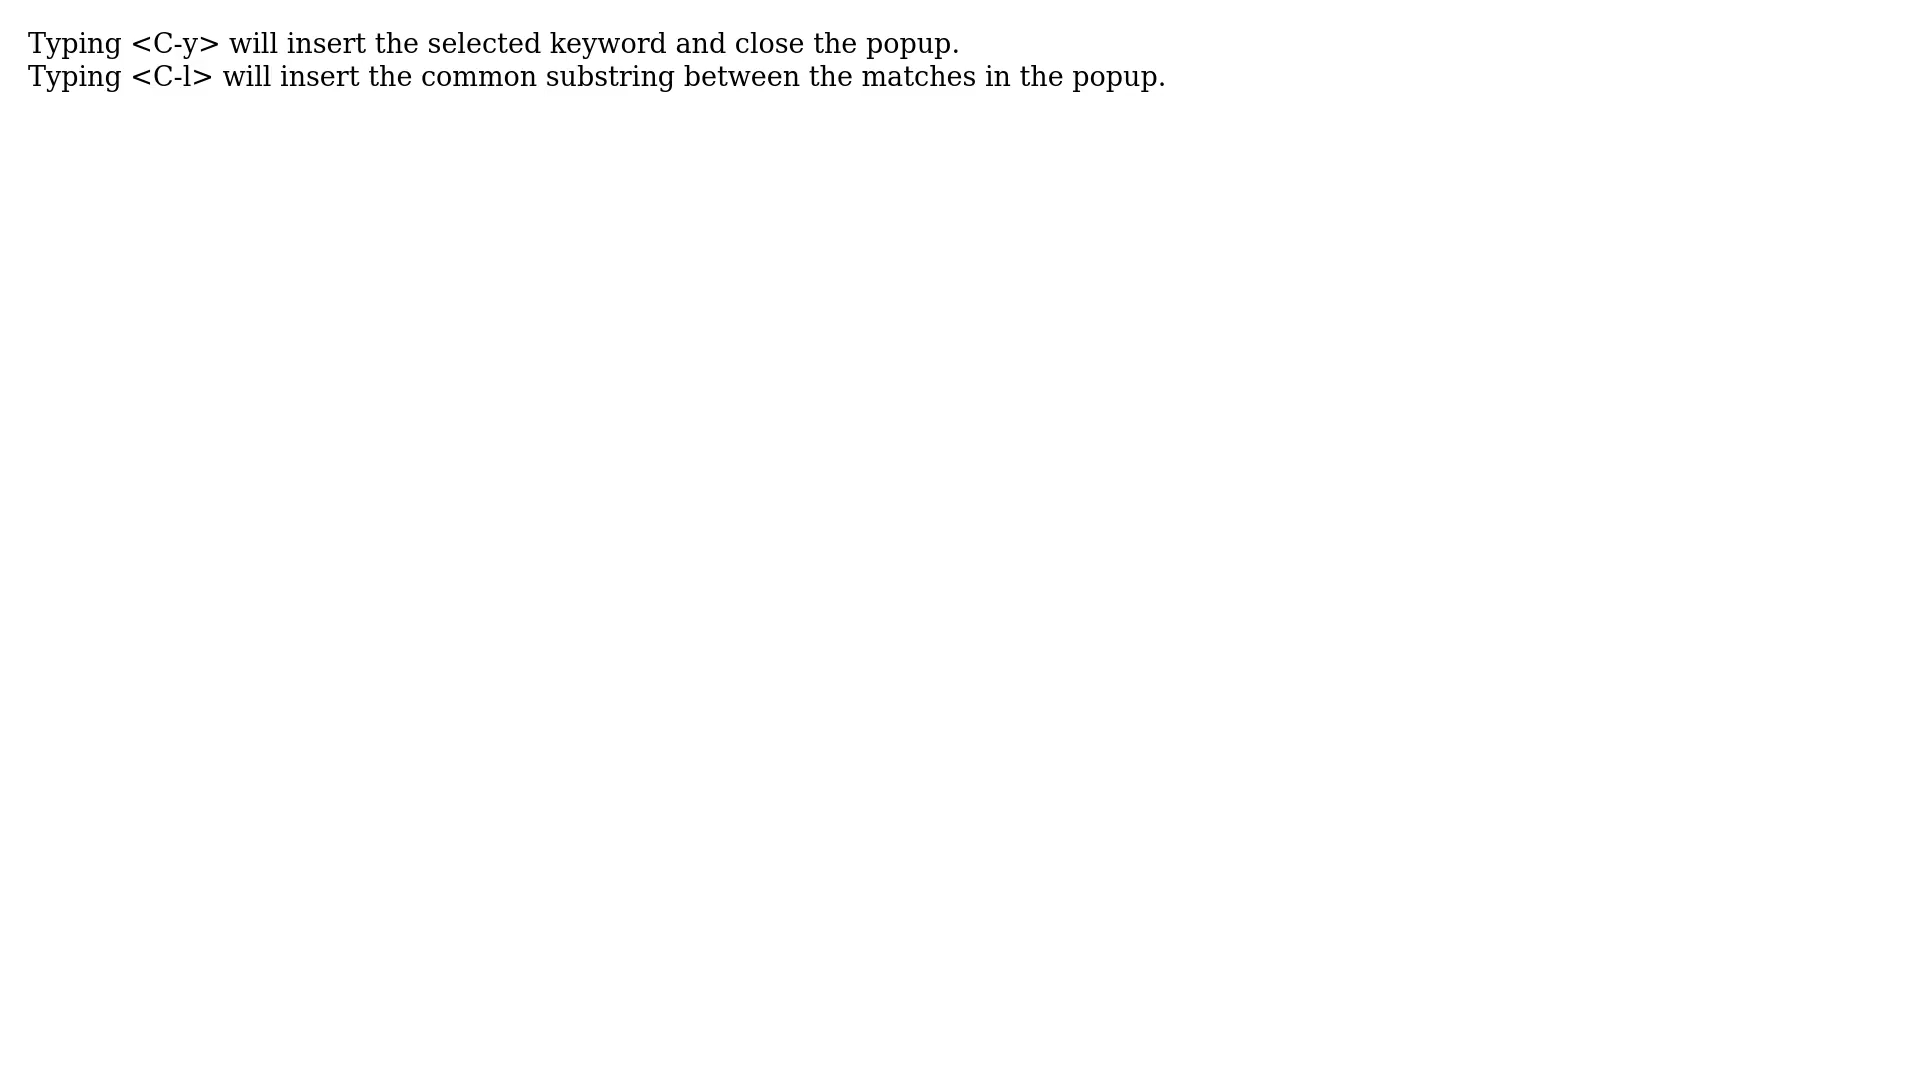 Typing <C-y> will insert the selected keyword and close the popup.
Typing <C-l> will insert the common substring between the matches in the popup.